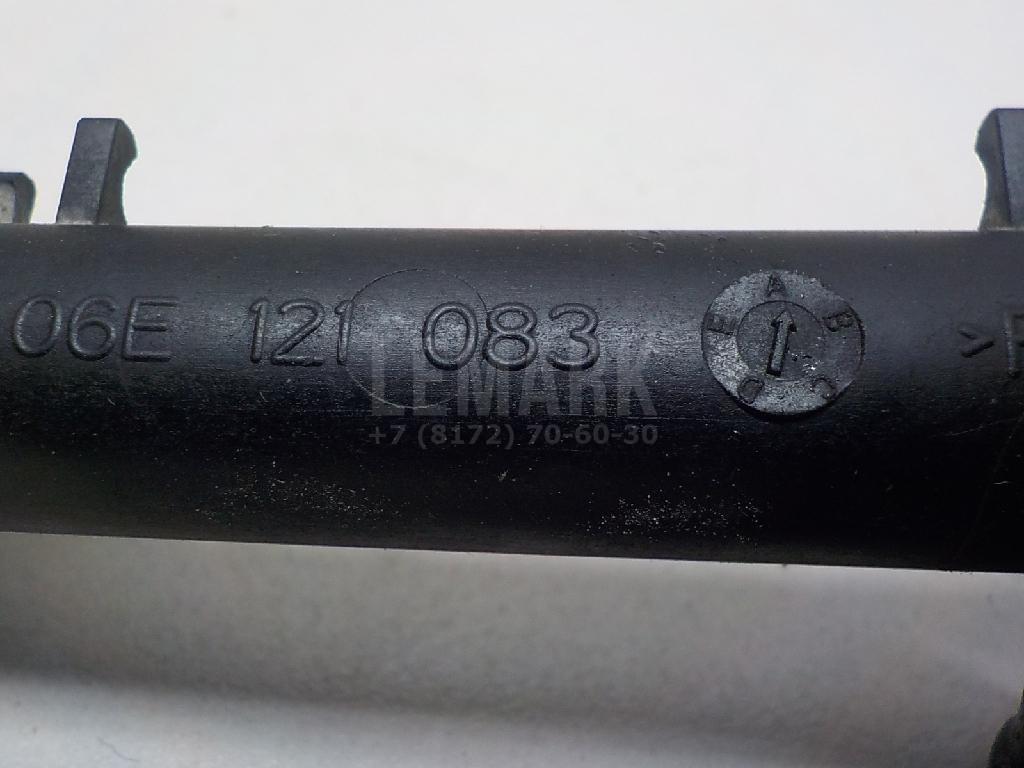 06E 121 083
A B C D E
>P
LEMARK
+7 (8172) 70-60-30